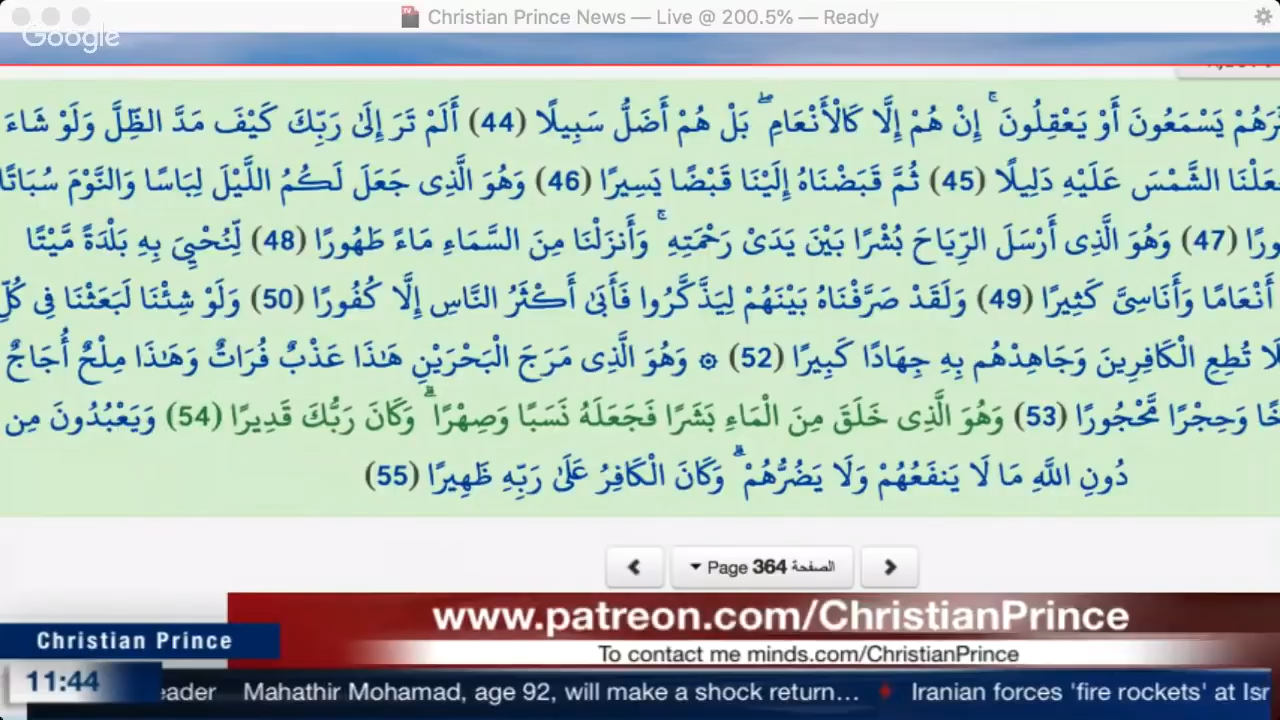 Christian Prince News — Live @ 200.5% — Ready
Google
يَسْمَعُونَ أَوْ يَعْقِلُونَ ۚ إِنْ هُمْ إِلَّا كَالْأَنْعَامِ ۖ بَلْ هُمْ أَضَلُّ سَبِيلًا (44) أَلَمْ تَرَ إِلَىٰ رَبِّكَ كَيْفَ مَدَّ الظِّلَّ وَلَوْ شَاءَ
الشَّمْسَ عَلَيْهِ دَلِيلًا (45) ثُمَّ قَبَضْنَاهُ إِلَيْنَا قَبْضًا يَسِيرًا (46) وَهُوَ الَّذِى جَعَلَ لَكُمُ اللَّيْلَ لِبَاسًا وَالنَّوْمَ سُبَاتًا
(47) وَهُوَ الَّذِى أَرْسَلَ الرِّيَاحَ بُشْرًا بَيْنَ يَدَىْ رَحْمَتِهِ ۚ وَأَنزَلْنَا مِنَ السَّمَاءِ مَاءً طَهُورًا (48) لِّنُحْيِىَ بِهِ بَلْدَةً مَّيْتًا
أَنْعَامًا وَأَنَاسِىَّ كَثِيرًا (49) وَلَقَدْ صَرَّفْنَاهُ بَيْنَهُمْ لِيَذَّكَّرُوا فَأَبَىٰ أَكْثَرُ النَّاسِ إِلَّا كُفُورًا (50) وَلَوْ شِئْنَا لَبَعَثْنَا فِى كُلِّ
تُطِعِ الْكَافِرِينَ وَجَاهِدْهُم بِهِ جِهَادًا كَبِيرًا (52) ۞ وَهُوَ الَّذِى مَرَجَ الْبَحْرَيْنِ هَٰذَا عَذْبٌ فُرَاتٌ وَهَٰذَا مِلْحٌ أُجَاجٌ
وَحِجْرًا مَّحْجُورًا (53) وَهُوَ الَّذِى خَلَقَ مِنَ الْمَاءِ بَشَرًا فَجَعَلَهُ نَسَبًا وَصِهْرًا ۗ وَكَانَ رَبُّكَ قَدِيرًا (54) وَيَعْبُدُونَ مِن
دُونِ اللَّهِ مَا لَا يَنفَعُهُمْ وَلَا يَضُرُّهُمْ ۗ وَكَانَ الْكَافِرُ عَلَىٰ رَبِّهِ ظَهِيرًا (55)
Page 364 الصفحة
www.patreon.com/ChristianPrince
Christian Prince
To contact me minds.com/ChristianPrince
11:44 eader Mahathir Mohamad, age 92, will make a shock return... Iranian forces 'fire rockets' at Isr